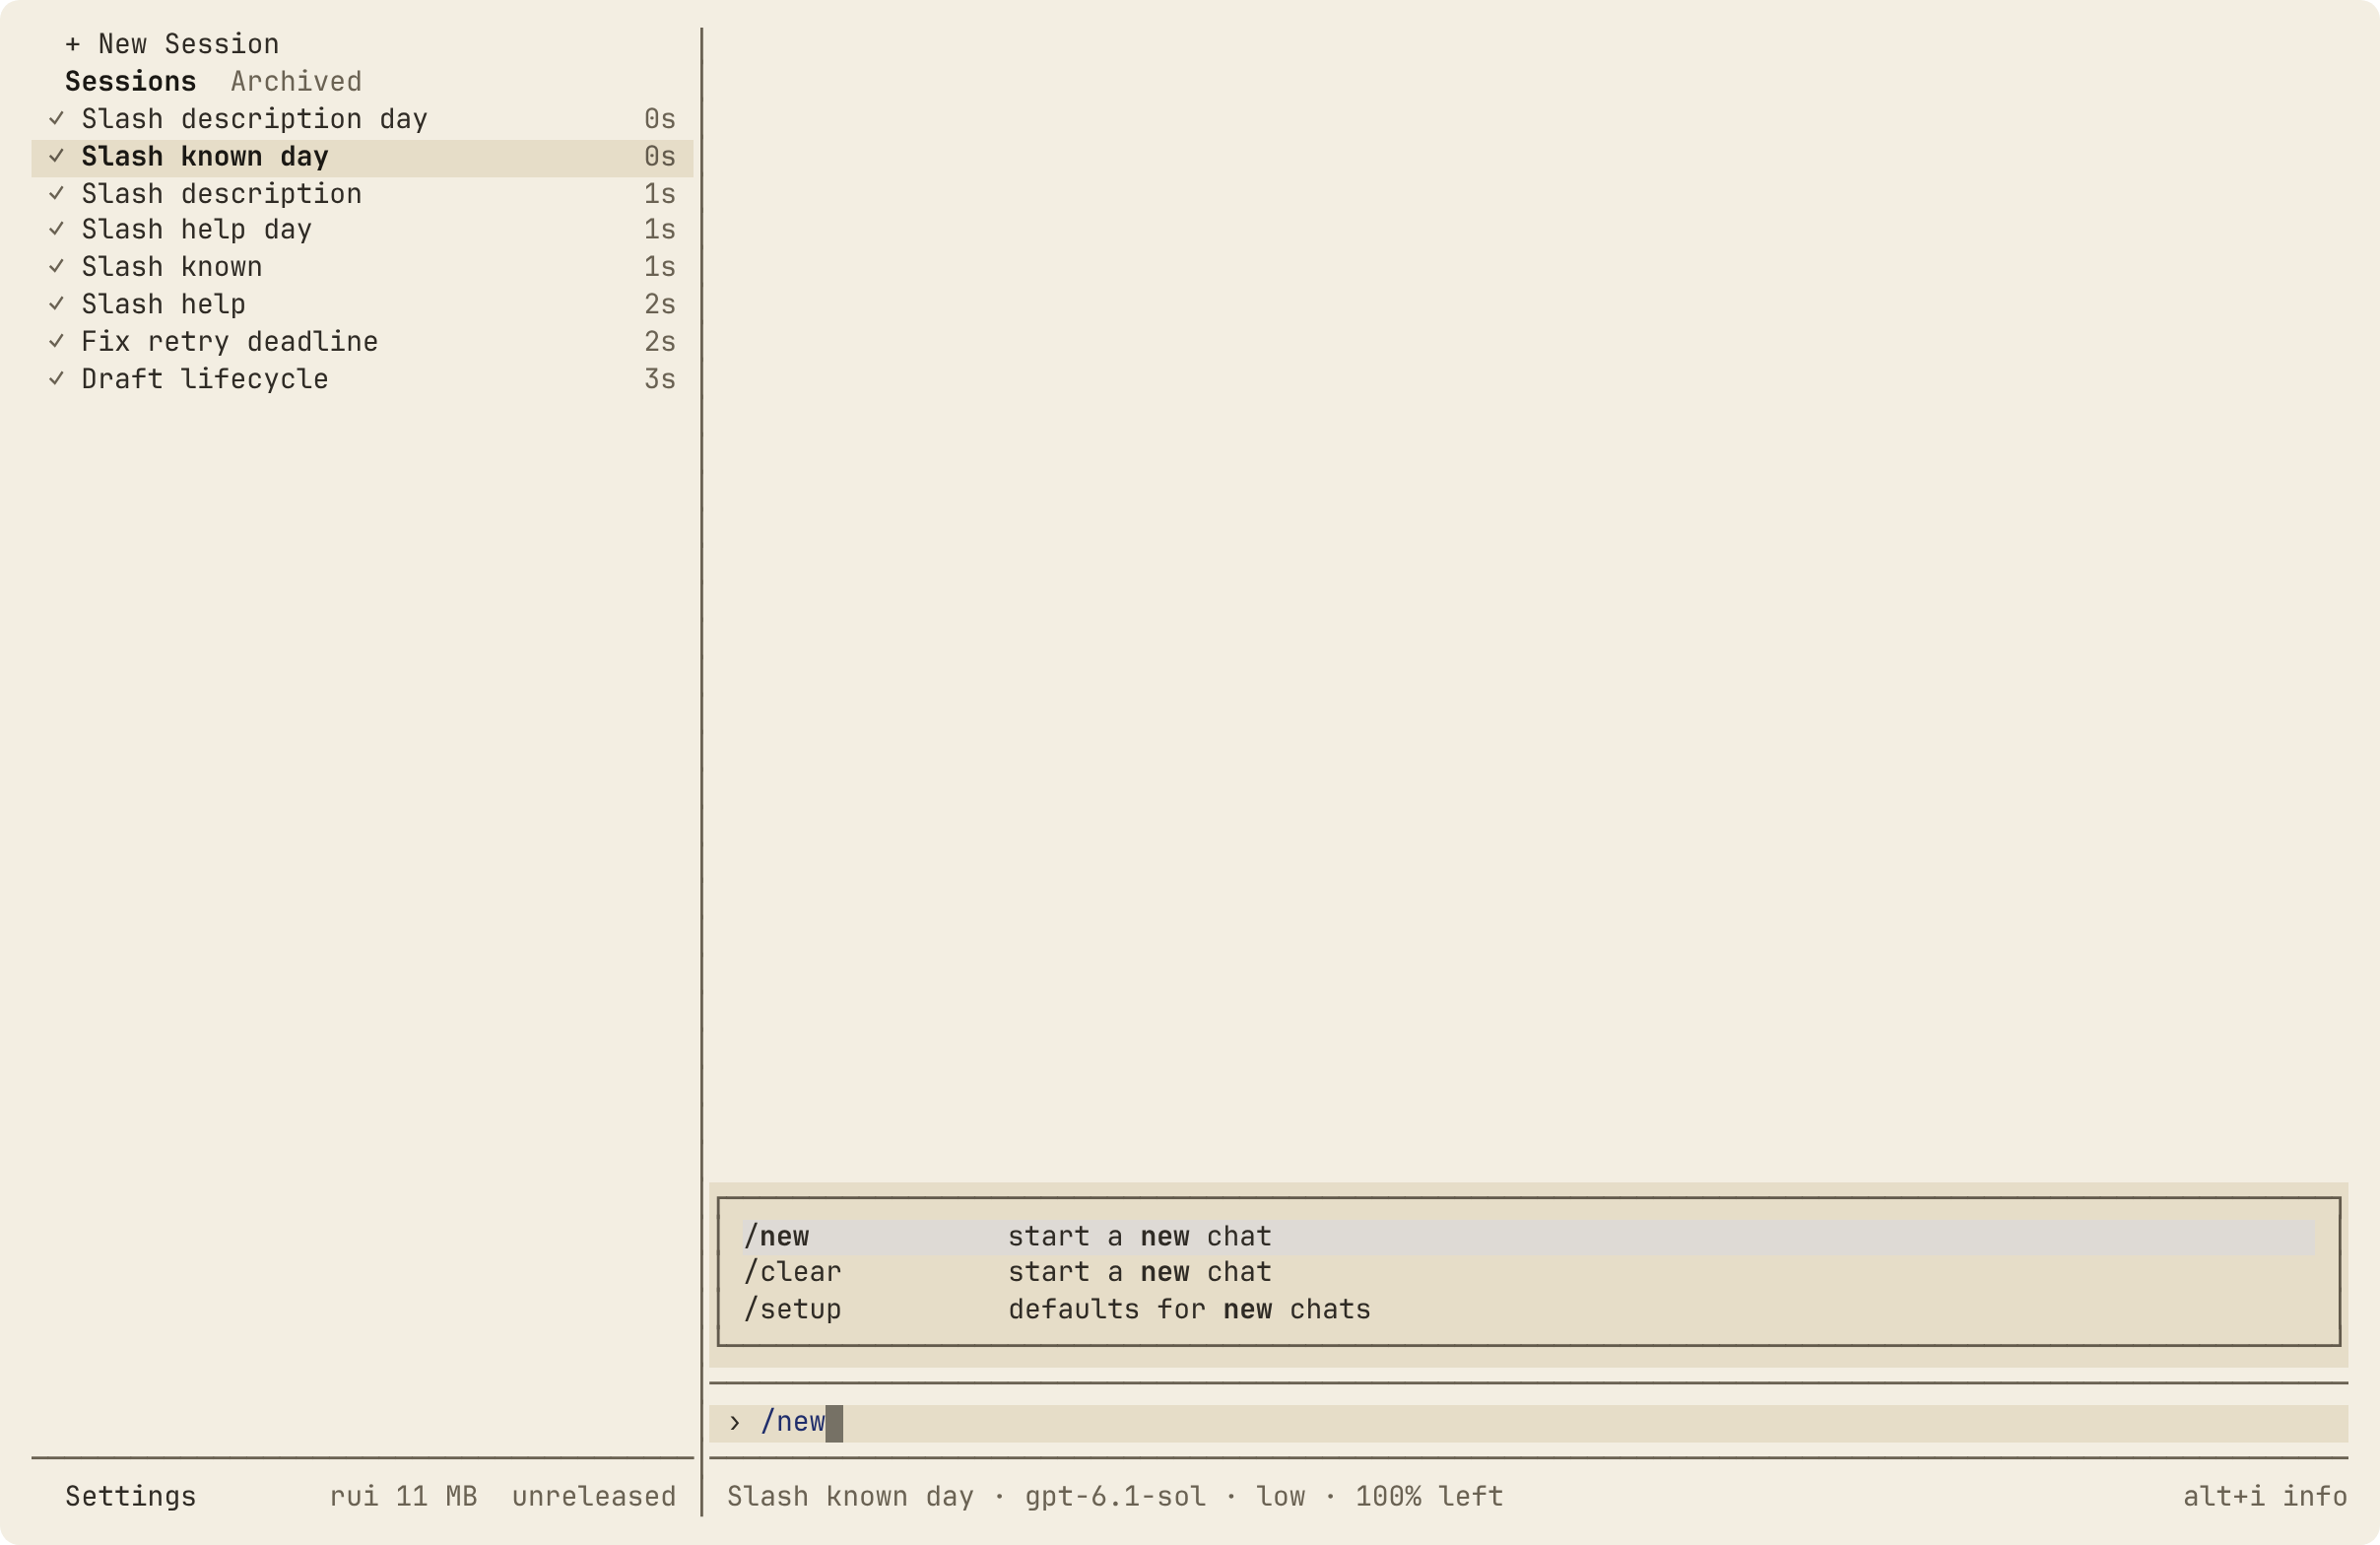 + New Session
Sessions  Archived
✓ Slash description day 0s
✓ Slash known day 0s
✓ Slash description 1s
✓ Slash help day 1s
✓ Slash known 1s
✓ Slash help 2s
✓ Fix retry deadline 2s
✓ Draft lifecycle 3s
/new start a new chat
/clear start a new chat
/setup defaults for new chats
› /new
Settings rui 11 MB unreleased
Slash known day · gpt-6.1-sol · low · 100% left alt+i info